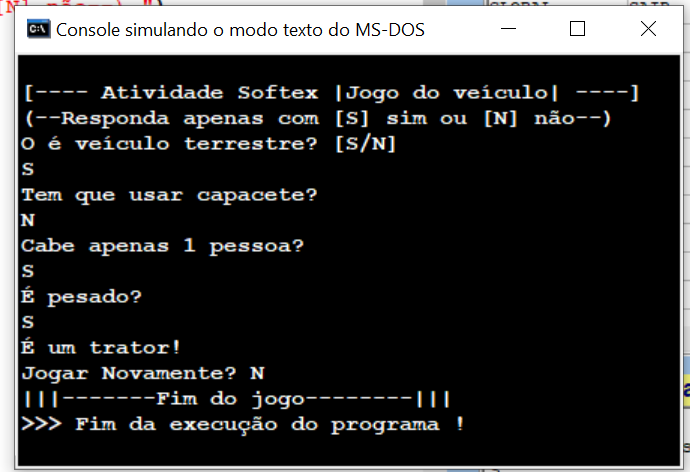 [N] não--\ ")
GLOBAL
C:\ Console simulando o modo texto do MS-DOS
[---- Atividade Softex |Jogo do veículo| ----]
(--Responda apenas com [S] sim ou [N] não--)
O é veículo terrestre? [S/N]
S
Tem que usar capacete?
N
Cabe apenas 1 pessoa?
S
É pesado?
S
É um trator!
Jogar Novamente? N
|||-------Fim do jogo--------|||
>>> Fim da execução do programa !